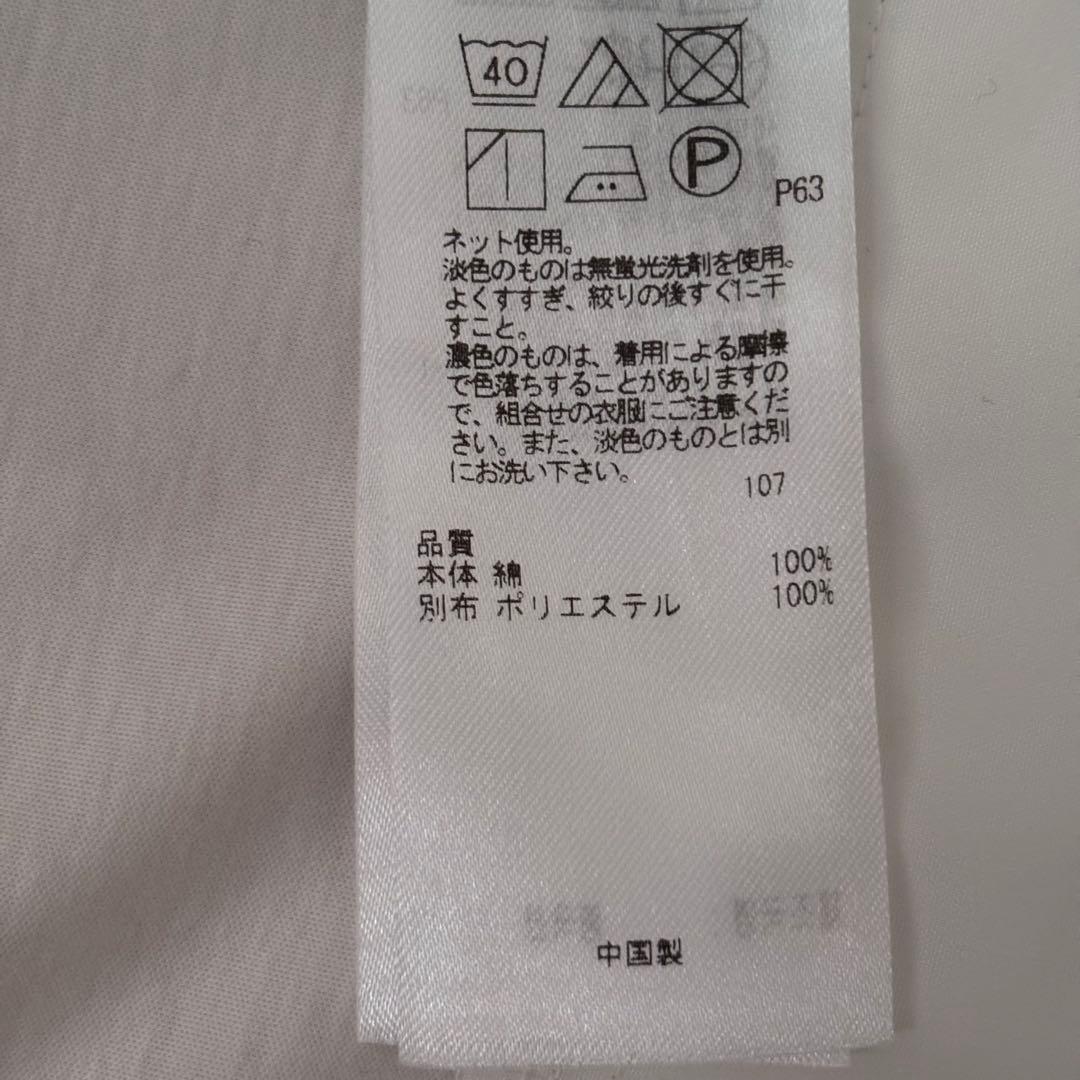 40
P
P63
ネット使用。
淡色のものは無蛍光洗剤を使用。
よくすすぎ、絞りの後すぐに干
すこと。
濃色のものは、着用による摩擦
で色落ちすることがありますの
で、組合せの衣服にご注意くだ
さい。また、淡色のものとは別
にお洗い下さい。
107
品質
本体 綿 100%
別布 ポリエステル 100%
中国製